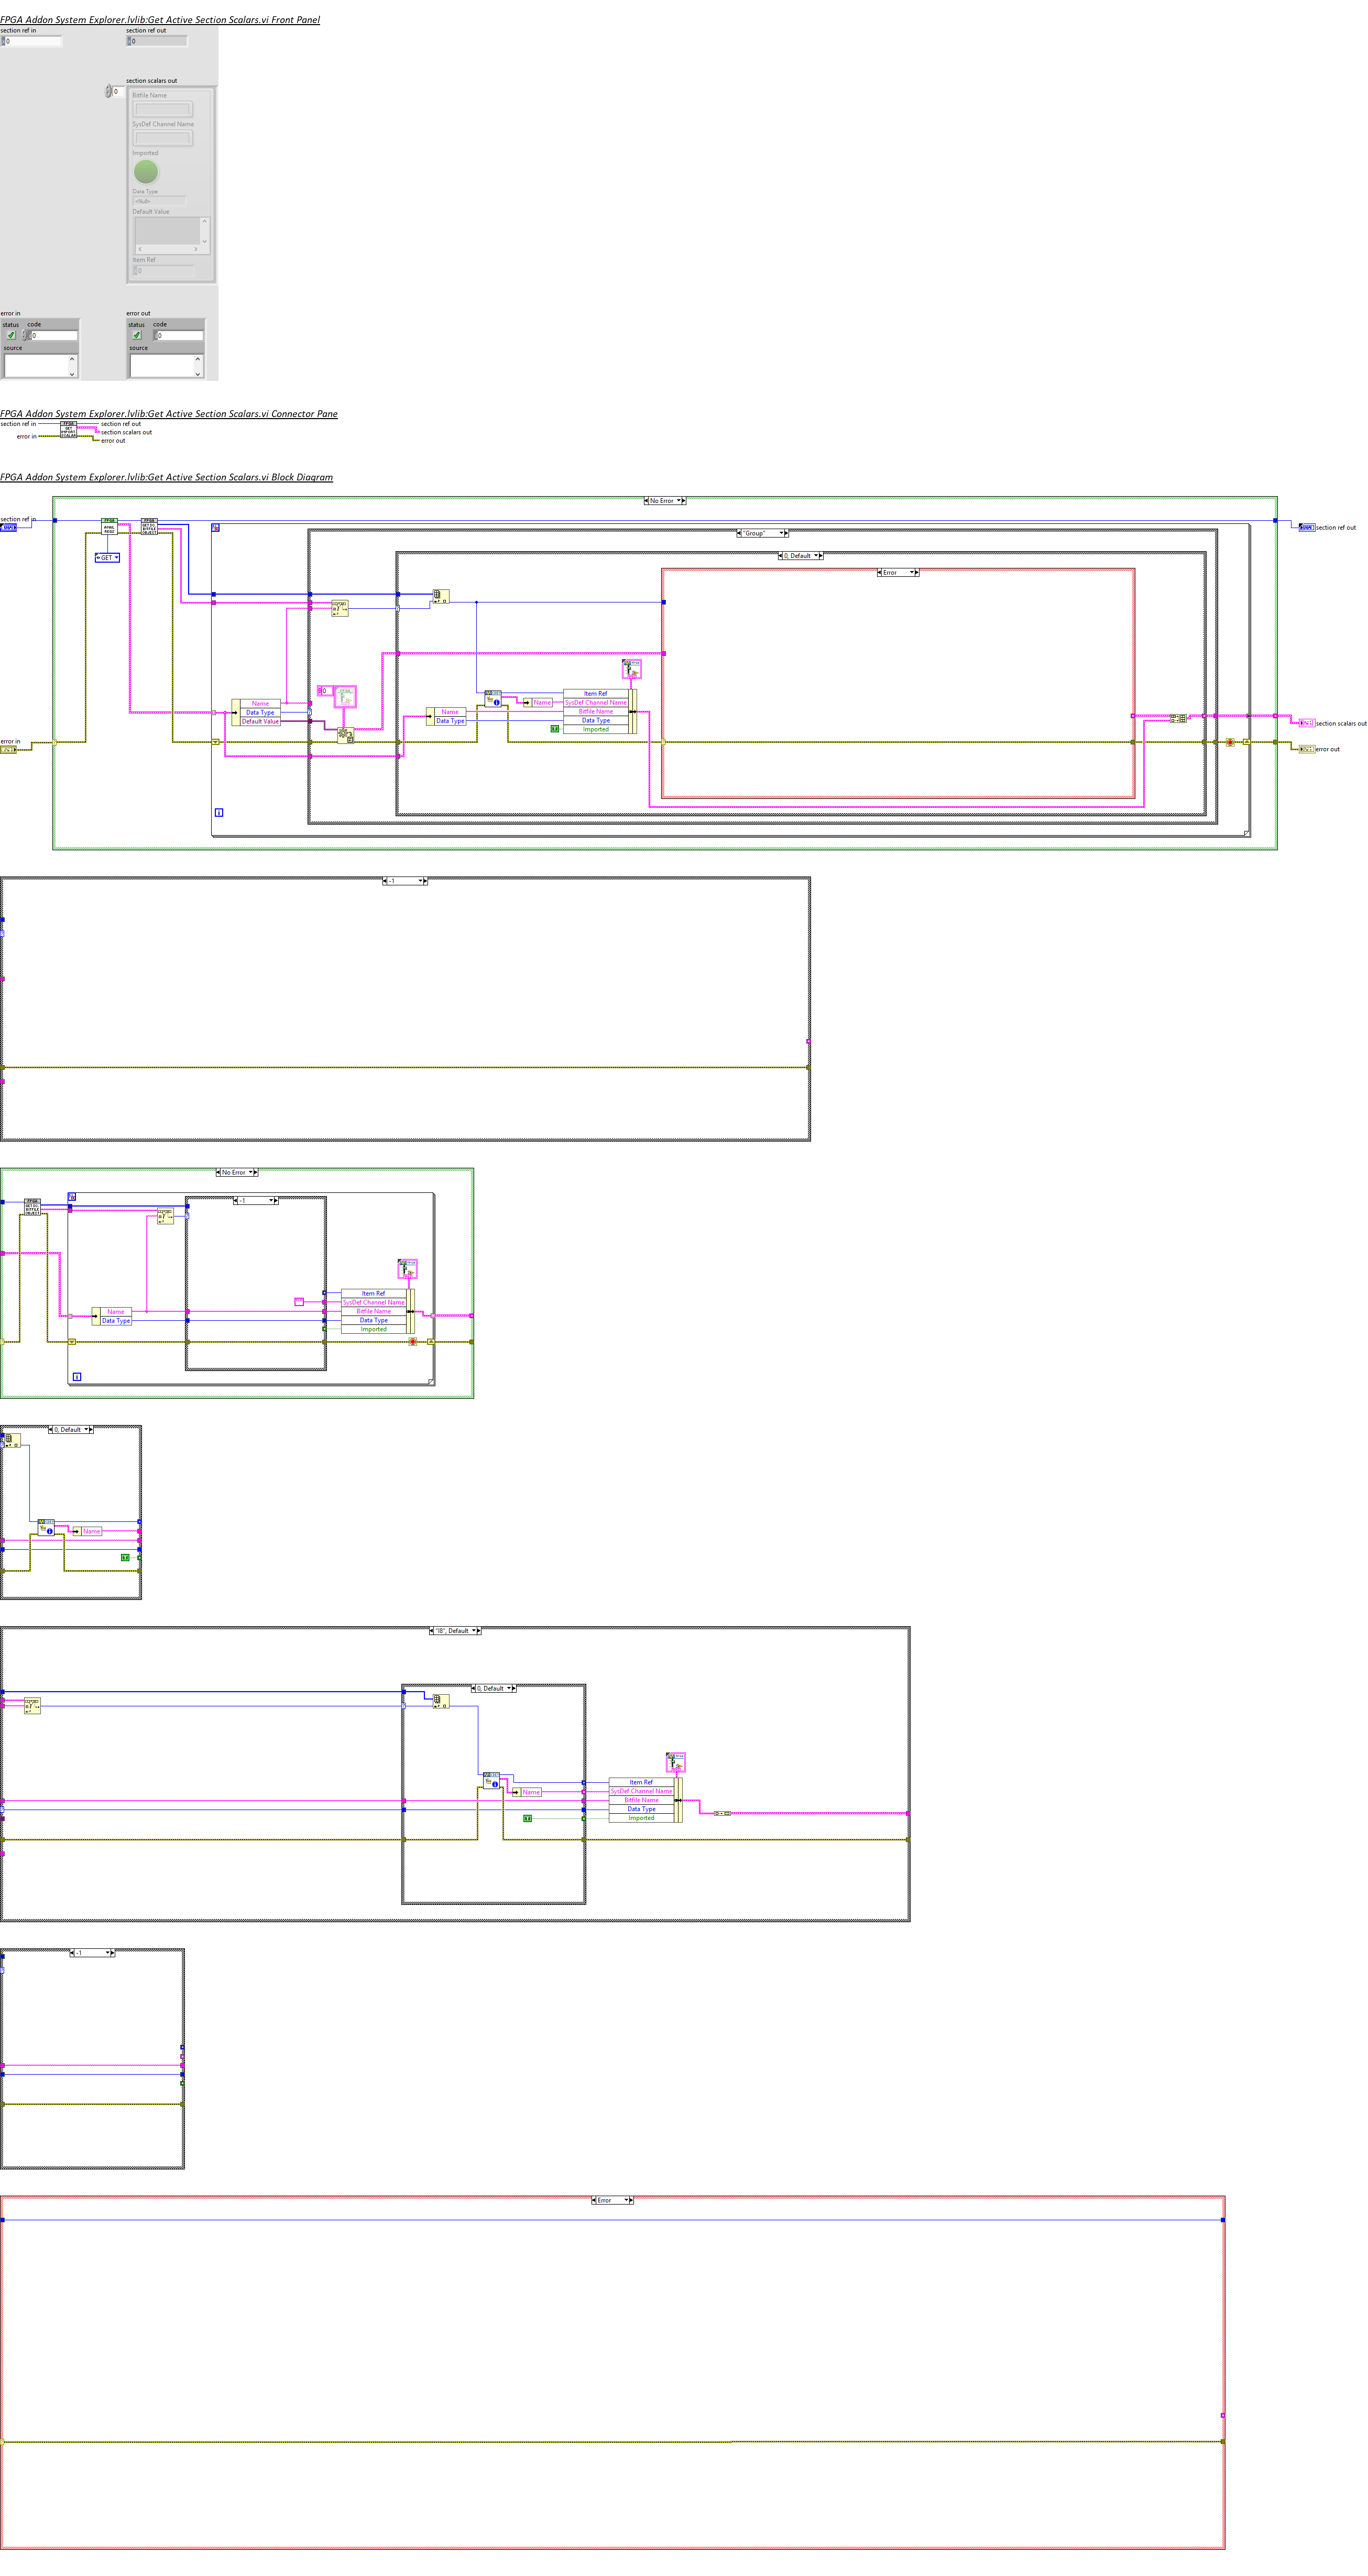 FPGA Addon System Explorer.lvlib:Get Active Section Scalars.vi Front Panel
section ref in
section ref out
0
0
section scalars out
0
Bitfile Name
SysDef Channel Name
Imported
Data Type
<Null>
Default Value
Item Ref
0
error in
error out
status code
status code
0
0
source
source
FPGA Addon System Explorer.lvlib:Get Active Section Scalars.vi Connector Pane
section ref in
section ref out
section scalars out
error in
error out
FPGA Addon System Explorer.lvlib:Get Active Section Scalars.vi Block Diagram
No Error
section ref in
section ref out
GET
"Group"
0, Default
Error
Name
Data Type
Default Value
0
Name
Data Type
Name
Item Ref
SysDef Channel Name
Bitfile Name
Data Type
Imported
section scalars out
error in
error out
i
-1
No Error
-1
Name
Data Type
Item Ref
SysDef Channel Name
Bitfile Name
Data Type
Imported
i
0, Default
Name
"I8", Default
0, Default
Name
Item Ref
SysDef Channel Name
Bitfile Name
Data Type
Imported
-1
Error